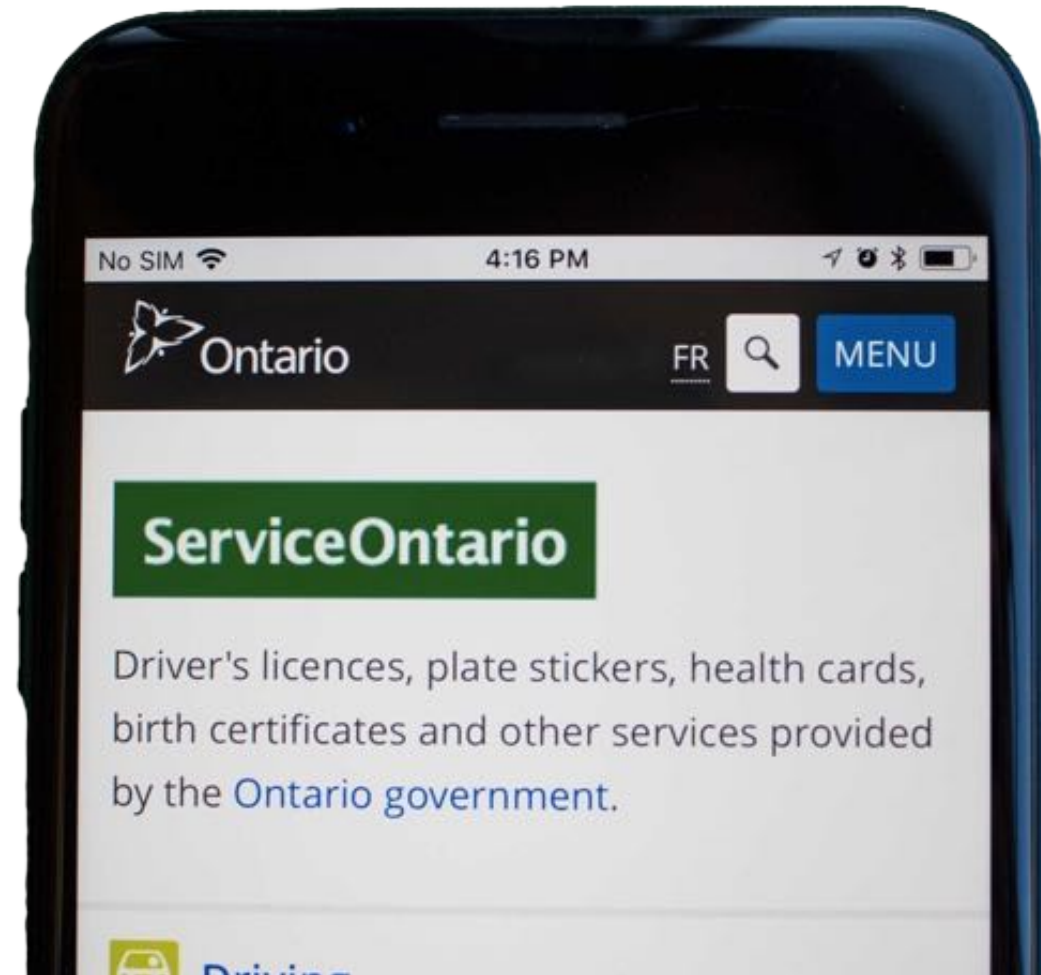 No SIM 4:16 PM
Ontario FR MENU
ServiceOntario
Driver's licences, plate stickers, health cards,
birth certificates and other services provided
by the Ontario government.
Driving